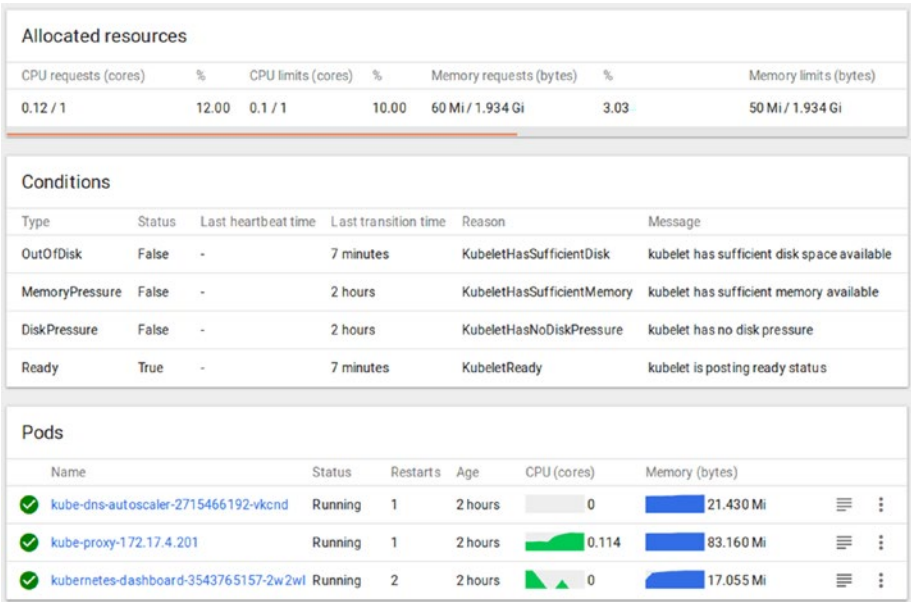 Allocated resources
CPU requests (cores) % CPU limits (cores) % Memory requests (bytes) % Memory limits (bytes)
0.12 / 1 12.00 0.1 / 1 10.00 60 Mi / 1.934 Gi 3.03 50 Mi / 1.934 Gi
Conditions
Type Status Last heartbeat time Last transition time Reason Message
OutOfDisk False - 7 minutes KubeletHasSufficientDisk kubelet has sufficient disk space available
MemoryPressure False - 2 hours KubeletHasSufficientMemory kubelet has sufficient memory available
DiskPressure False - 2 hours KubeletHasNoDiskPressure kubelet has no disk pressure
Ready True - 7 minutes KubeletReady kubelet is posting ready status
Pods
Name Status Restarts Age CPU (cores) Memory (bytes)
kube-dns-autoscaler-2715466192-vkcnd Running 1 2 hours 0 21.430 Mi
kube-proxy-172.17.4.201 Running 1 2 hours 0.114 83.160 Mi
kubernetes-dashboard-3543765157-2w2wl Running 2 2 hours 0 17.055 Mi